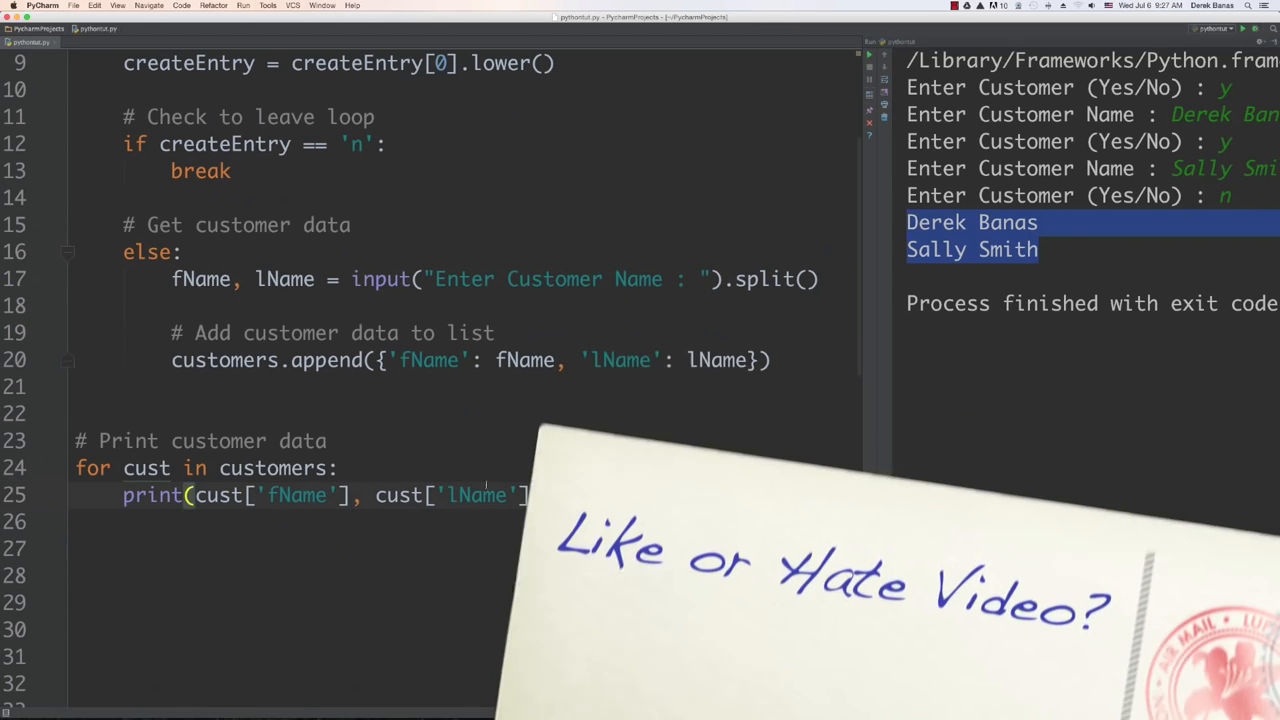 PyCharm File Edit View Navigate Code Refactor Run Tools VCS Window Help 10 Wed Jul 6 9:27 AM Derek Banas
pythontut.py - PycharmProjects - [~/PycharmProjects]
PycharmProjects pythontut.py pythontut
pythontut.py Run pythontut
9 createEntry = createEntry[0].lower()
10
11 # Check to leave loop
12 if createEntry == 'n':
13 break
14
15 # Get customer data
16 else:
17 fName, lName = input("Enter Customer Name : ").split()
18
19 # Add customer data to list
20 customers.append({'fName': fName, 'lName': lName})
21
22
23 # Print customer data
24 for cust in customers:
25 print(cust['fName'], cust['lName']
26
27
28
29
30
31
32
/Library/Frameworks/Python.fram
Enter Customer (Yes/No) : y
Enter Customer Name : Derek Ban
Enter Customer (Yes/No) : y
Enter Customer Name : Sally Smi
Enter Customer (Yes/No) : n
Derek Banas
Sally Smith
Process finished with exit code
Like or Hate Video?
AIR MAIL